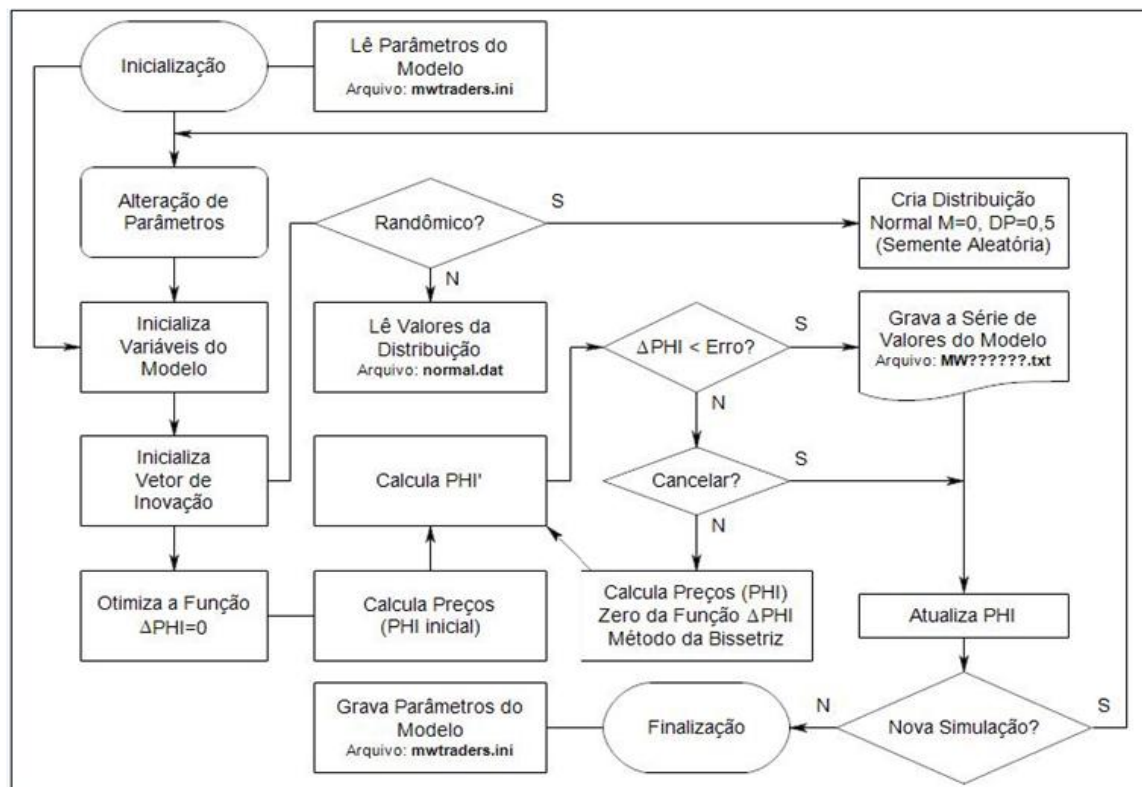 Inicialização
Lê Parâmetros do
Modelo
Arquivo: mwtraders.ini
Alteração de
Parâmetros
Randômico?
S
N
Cria Distribuição
Normal M=0, DP=0,5
(Semente Aleatória)
Inicializa
Variáveis do
Modelo
Lê Valores da
Distribuição
Arquivo: normal.dat
ΔPHI < Erro?
S
N
Grava a Série de
Valores do Modelo
Arquivo: MW??????.txt
Inicializa
Vetor de
Inovação
Calcula PHI'
Cancelar?
S
N
Otimiza a Função
ΔPHI=0
Calcula Preços
(PHI inicial)
Calcula Preços (PHI)
Zero da Função ΔPHI
Método da Bissetriz
Atualiza PHI
Grava Parâmetros do
Modelo
Arquivo: mwtraders.ini
Finalização
N
Nova Simulação?
S